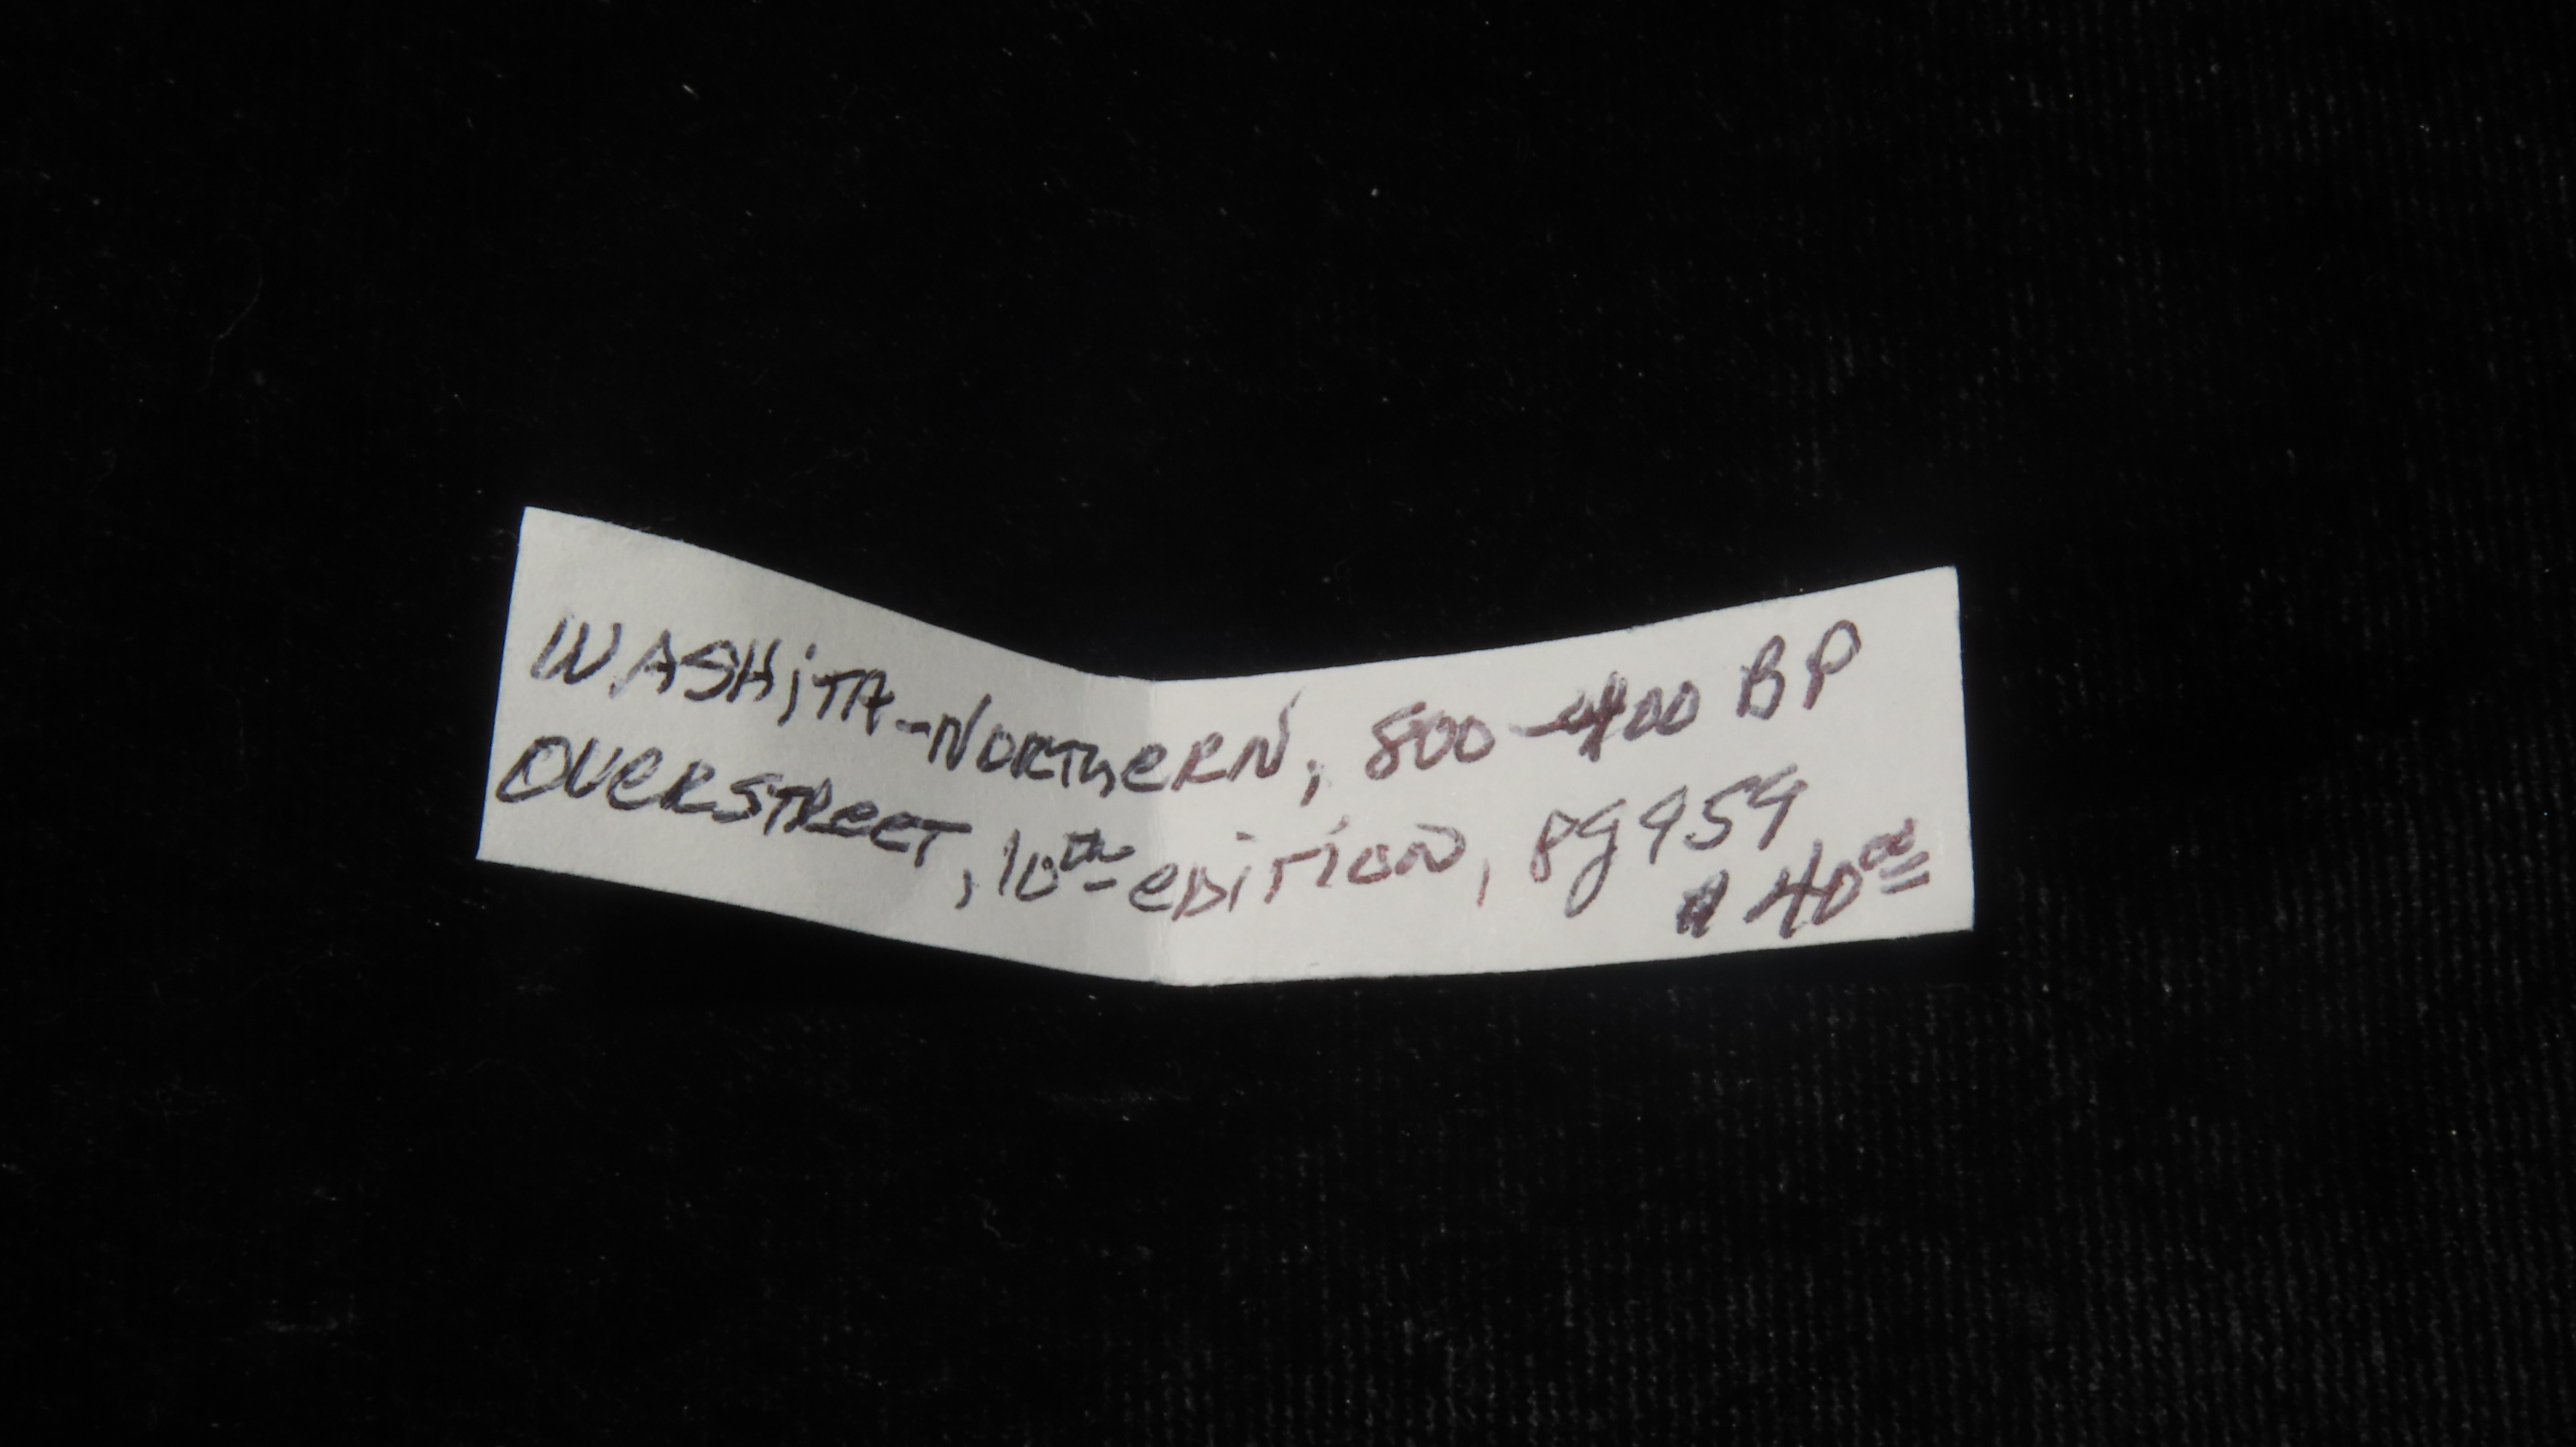 WASHiTA-NORTHERN, 800-400 BP
OVERSTREET, 10th eDiTiON, Pg 959
$ 40.00